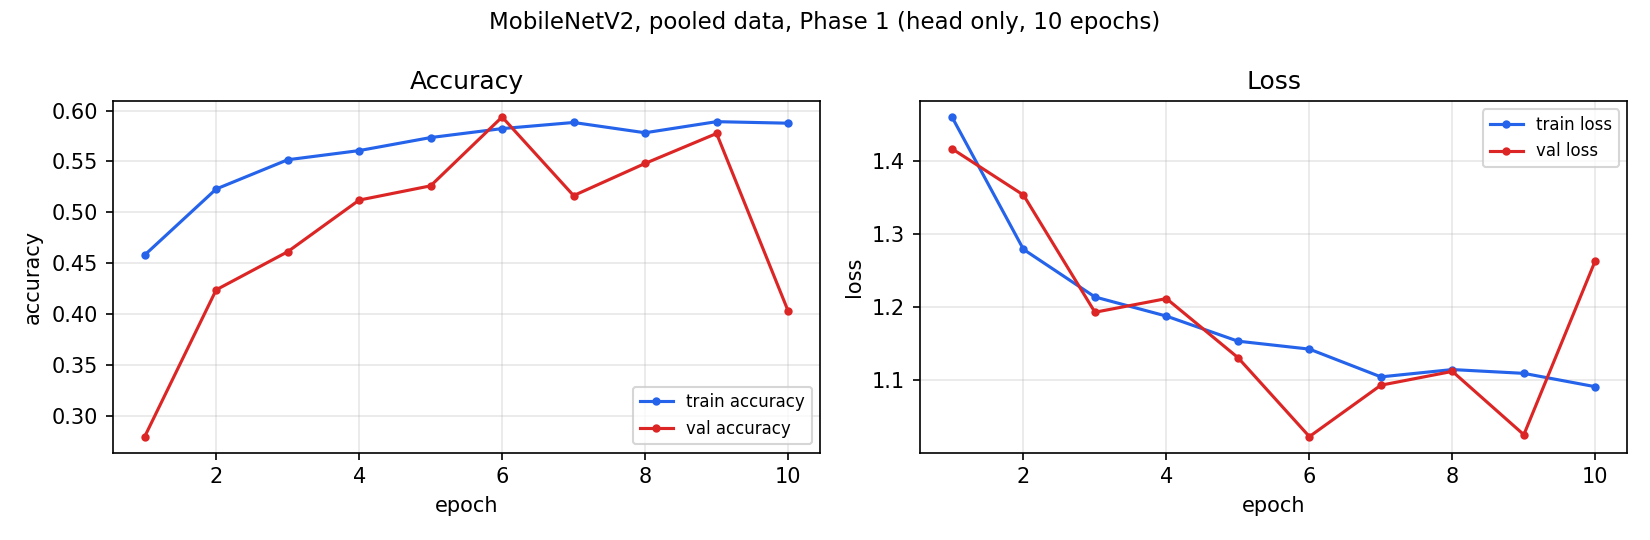 MobileNetV2, pooled data, Phase 1 (head only, 10 epochs)
Accuracy
accuracy
0.60
0.55
0.50
0.45
0.40
0.35
0.30
train accuracy
val accuracy
2 4 6 8 10
epoch
Loss
loss
1.4
1.3
1.2
1.1
train loss
val loss
2 4 6 8 10
epoch